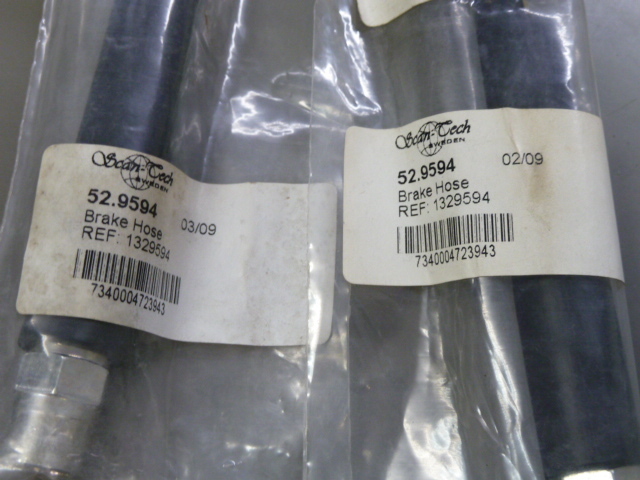 Scan-Tech
SWEDEN
52.9594
03/09
Brake Hose
REF: 1329594
7340004723943
Scan-Tech
SWEDEN
52.9594
02/09
Brake Hose
REF: 1329594
7340004723943